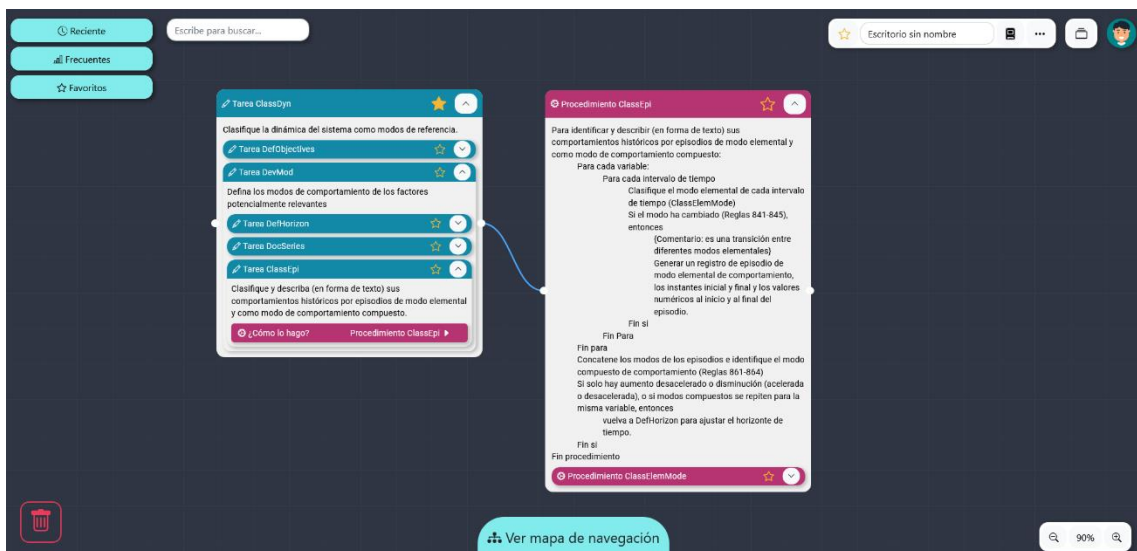 Reciente
Frecuentes
Favoritos
Escribe para buscar...
Escritorio sin nombre
Tarea ClassDyn
Clasifique la dinámica del sistema como modos de referencia.
Tarea DefObjectives
Tarea DevMod
Defina los modos de comportamiento de los factores
potencialmente relevantes
Tarea DefHorizon
Tarea DocSeries
Tarea ClassEpi
Clasifique y describa (en forma de texto) sus
comportamientos históricos por episodios de modo elemental
y como modo de comportamiento compuesto.
¿Cómo lo hago? Procedimiento ClassEpi
Procedimiento ClassEpi
Para identificar y describir (en forma de texto) sus
comportamientos históricos por episodios de modo elemental y
como modo de comportamiento compuesto:
Para cada variable:
Para cada intervalo de tiempo
Clasifique el modo elemental de cada intervalo
de tiempo (ClassElemMode)
Si el modo ha cambiado (Reglas 841-845),
entonces
(Comentario: es una transición entre
diferentes modos elementales)
Generar un registro de episodio de
modo elemental de comportamiento,
los instantes inicial y final y los valores
numéricos al inicio y al final del
episodio.
Fin si
Fin Para
Fin para
Concatene los modos de los episodios e identifique el modo
compuesto de comportamiento (Reglas 861-864)
Si solo hay aumento desacelerado o disminución (acelerada
o desacelerada), o si modos compuestos se repiten para la
misma variable, entonces
vuelva a DefHorizon para ajustar el horizonte de
tiempo.
Fin si
Fin procedimiento
Procedimiento ClassElemMode
Ver mapa de navegación
90%